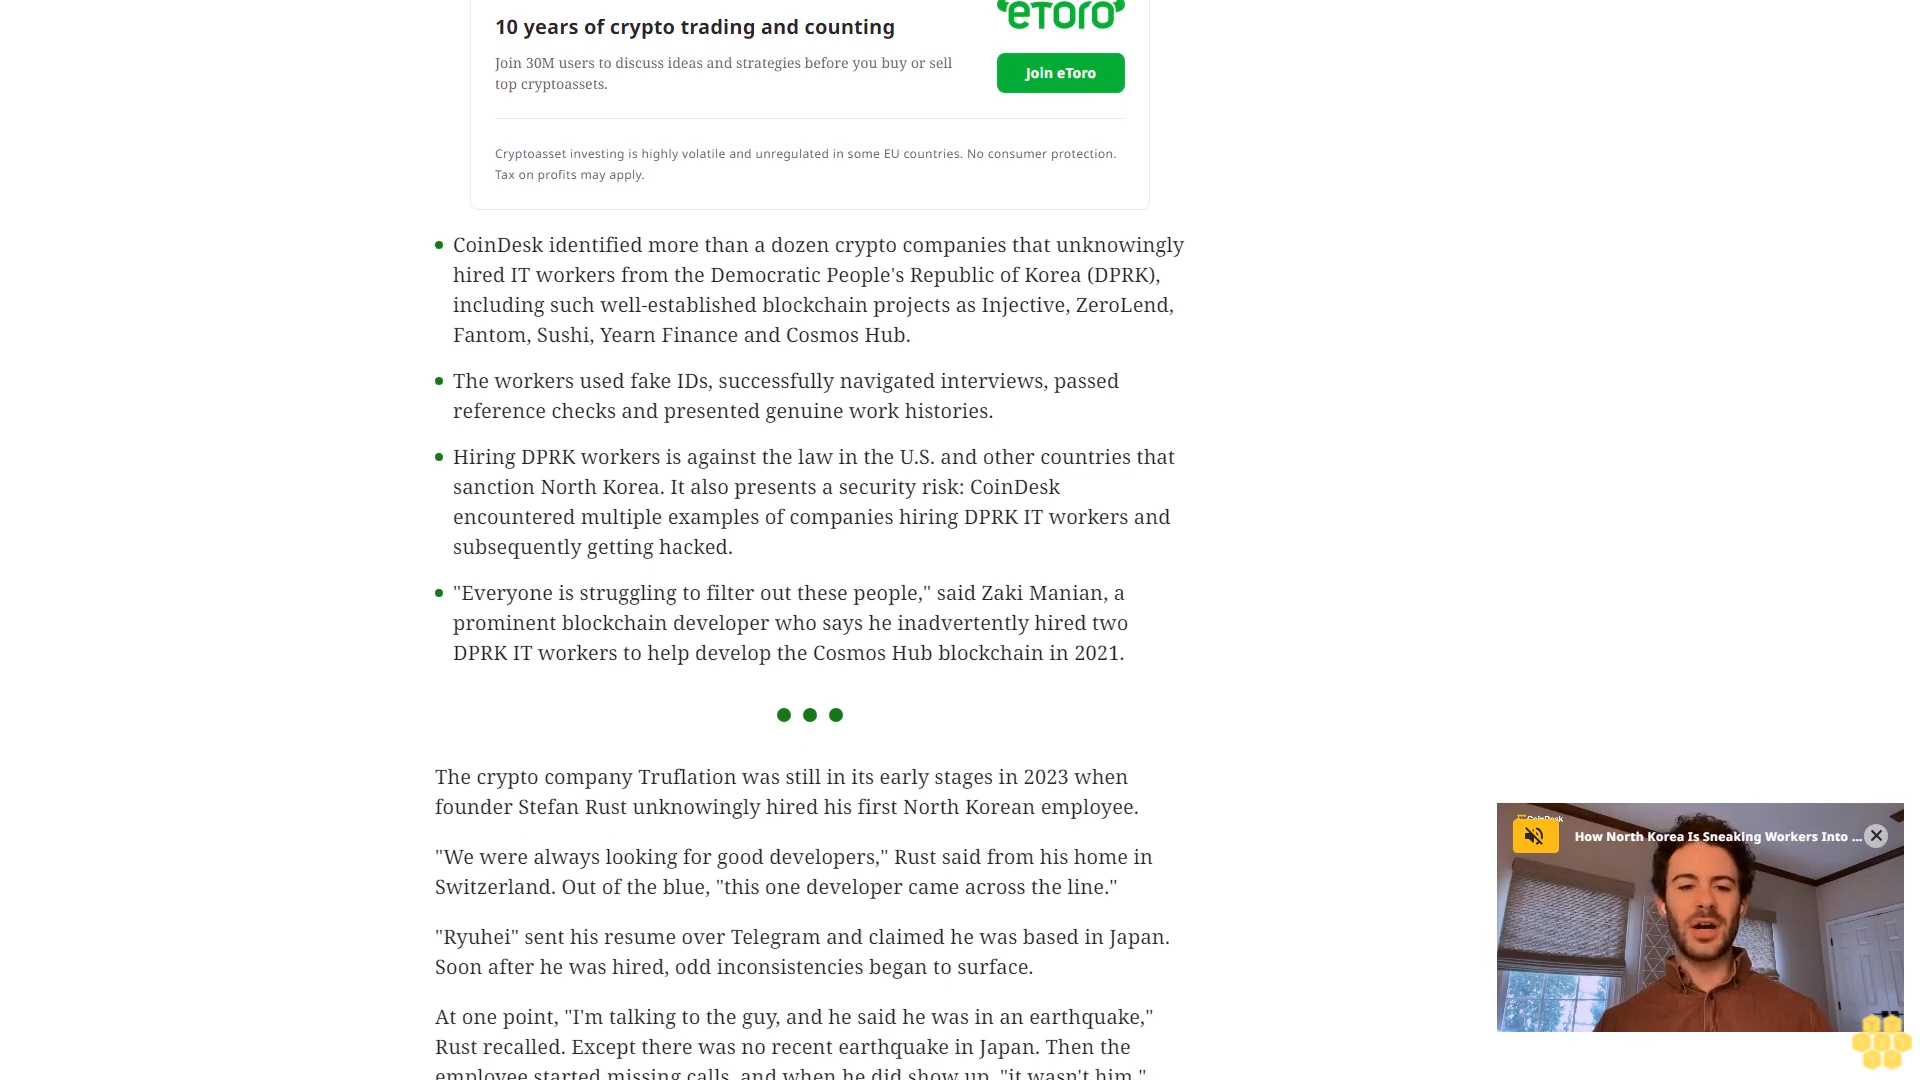 eToro
10 years of crypto trading and counting
Join 30M users to discuss ideas and strategies before you buy or sell
top cryptoassets.
Join eToro
Cryptoasset investing is highly volatile and unregulated in some EU countries. No consumer protection.
Tax on profits may apply.
CoinDesk identified more than a dozen crypto companies that unknowingly
hired IT workers from the Democratic People's Republic of Korea (DPRK),
including such well-established blockchain projects as Injective, ZeroLend,
Fantom, Sushi, Yearn Finance and Cosmos Hub.
The workers used fake IDs, successfully navigated interviews, passed
reference checks and presented genuine work histories.
Hiring DPRK workers is against the law in the U.S. and other countries that
sanction North Korea. It also presents a security risk: CoinDesk
encountered multiple examples of companies hiring DPRK IT workers and
subsequently getting hacked.
"Everyone is struggling to filter out these people," said Zaki Manian, a
prominent blockchain developer who says he inadvertently hired two
DPRK IT workers to help develop the Cosmos Hub blockchain in 2021.
The crypto company Truflation was still in its early stages in 2023 when
founder Stefan Rust unknowingly hired his first North Korean employee.
"We were always looking for good developers," Rust said from his home in
Switzerland. Out of the blue, "this one developer came across the line."
"Ryuhei" sent his resume over Telegram and claimed he was based in Japan.
Soon after he was hired, odd inconsistencies began to surface.
At one point, "I'm talking to the guy, and he said he was in an earthquake,"
Rust recalled. Except there was no recent earthquake in Japan. Then the
employee started missing calls, and when he did show up, "it wasn't him,"
CoinDesk
How North Korea Is Sneaking Workers Into ...